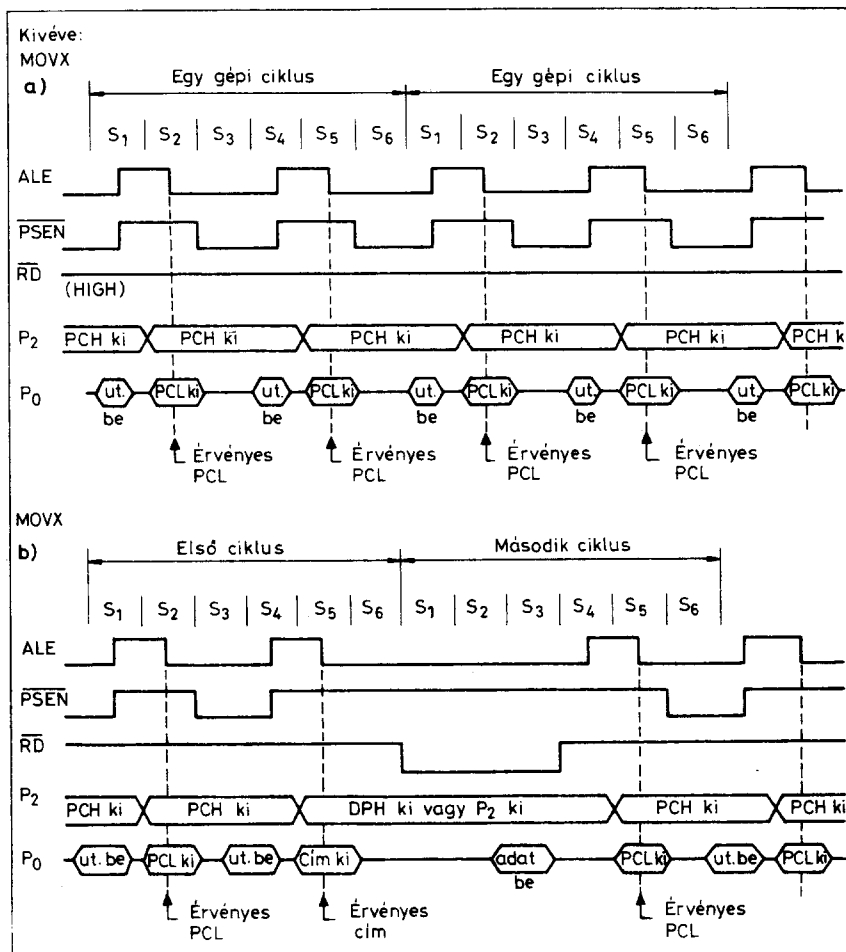 Kivéve:
MOVX
a)
Egy gépi ciklus Egy gépi ciklus
S1 S2 S3 S4 S5 S6 S1 S2 S3 S4 S5 S6
ALE
PSEN
RD
(HIGH)
P2 PCH ki PCH ki PCH ki PCH ki PCH ki PCH k
P0 ut. be PCL ki ut. be PCL ki ut. be PCL ki ut. be PCL ki ut. be PCL ki
Érvényes PCL Érvényes PCL Érvényes PCL Érvényes PCL
MOVX
b)
Első ciklus Második ciklus
S1 S2 S3 S4 S5 S6 S1 S2 S3 S4 S5 S6
ALE
PSEN
RD
P2 PCH ki PCH ki DPH ki vagy P2 ki PCH ki PCH ki
P0 ut. be PCL ki ut. be Cím ki adat be PCL ki ut. be PCL ki
Érvényes PCL Érvényes cím Érvényes PCL